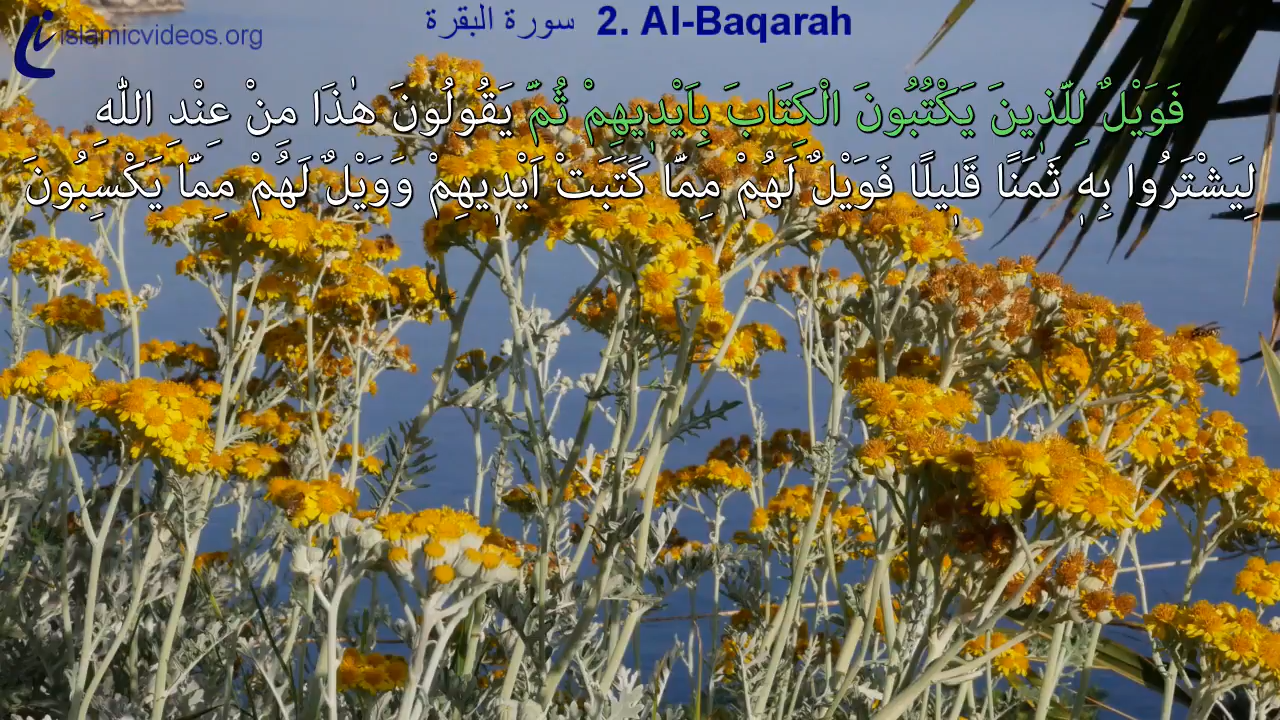 islamicvideos.org
سورة البقرة 2. Al-Baqarah
فَوَيْلٌ لِلَّذٖينَ يَكْتُبُونَ الْكِتَابَ بِاَيْدٖيهِمْ ثُمَّ يَقُولُونَ هٰذَا مِنْ عِنْدِ اللّٰهِ
لِيَشْتَرُوا بِهٖ ثَمَنًا قَلٖيلًا فَوَيْلٌ لَهُمْ مِمَّا كَتَبَتْ اَيْدٖيهِمْ وَوَيْلٌ لَهُمْ مِمَّا يَكْسِبُونَ